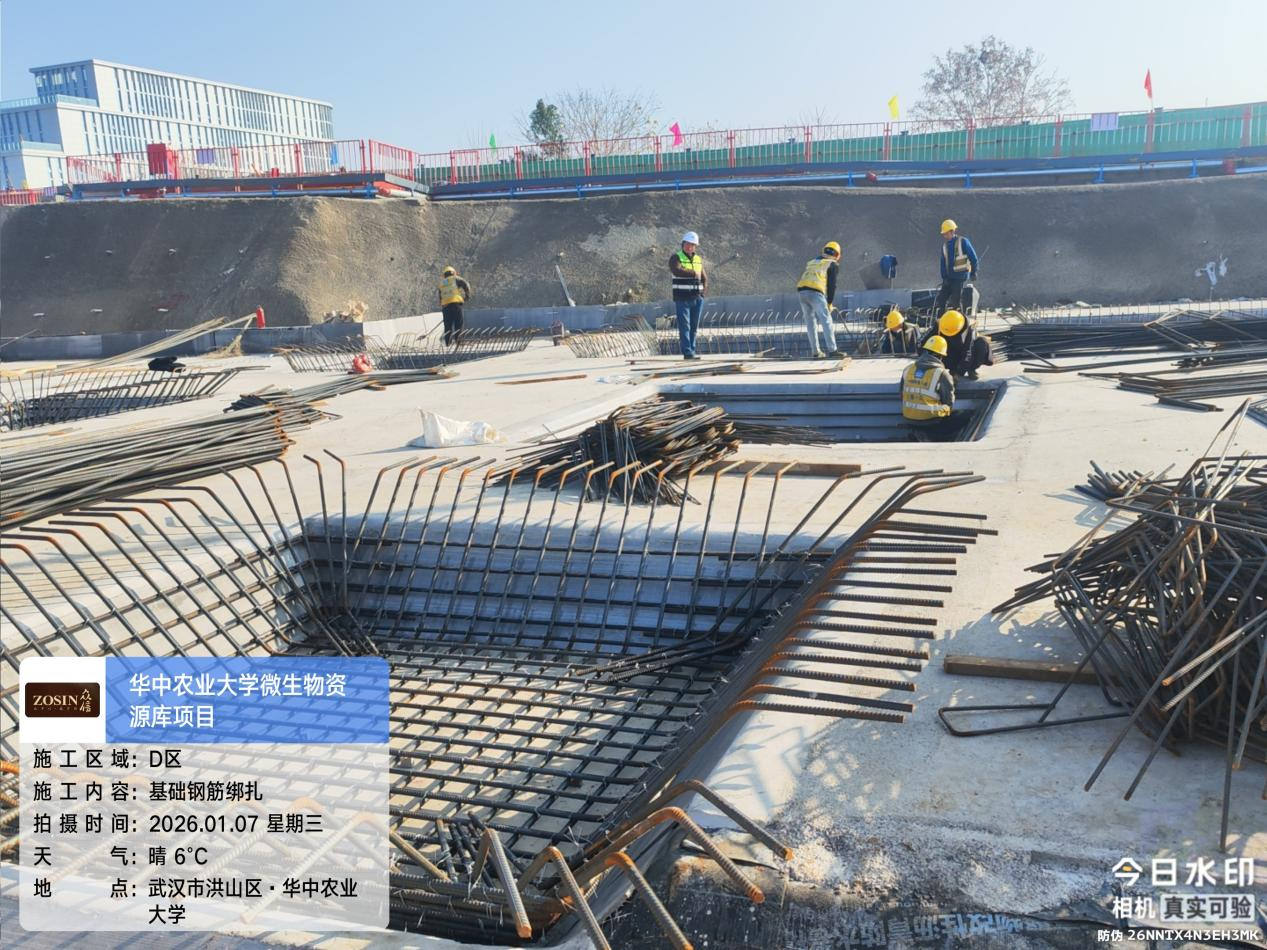 ZOSIN 众信
华中农业大学微生物资
源库项目
施工区域：D区
施工内容：基础钢筋绑扎
拍摄时间：2026.01.07 星期三
天气：晴 6°C
地点：武汉市洪山区·华中农业
大学
今日水印
相机 真实可验
防伪 26NNTX4N3EH3MK